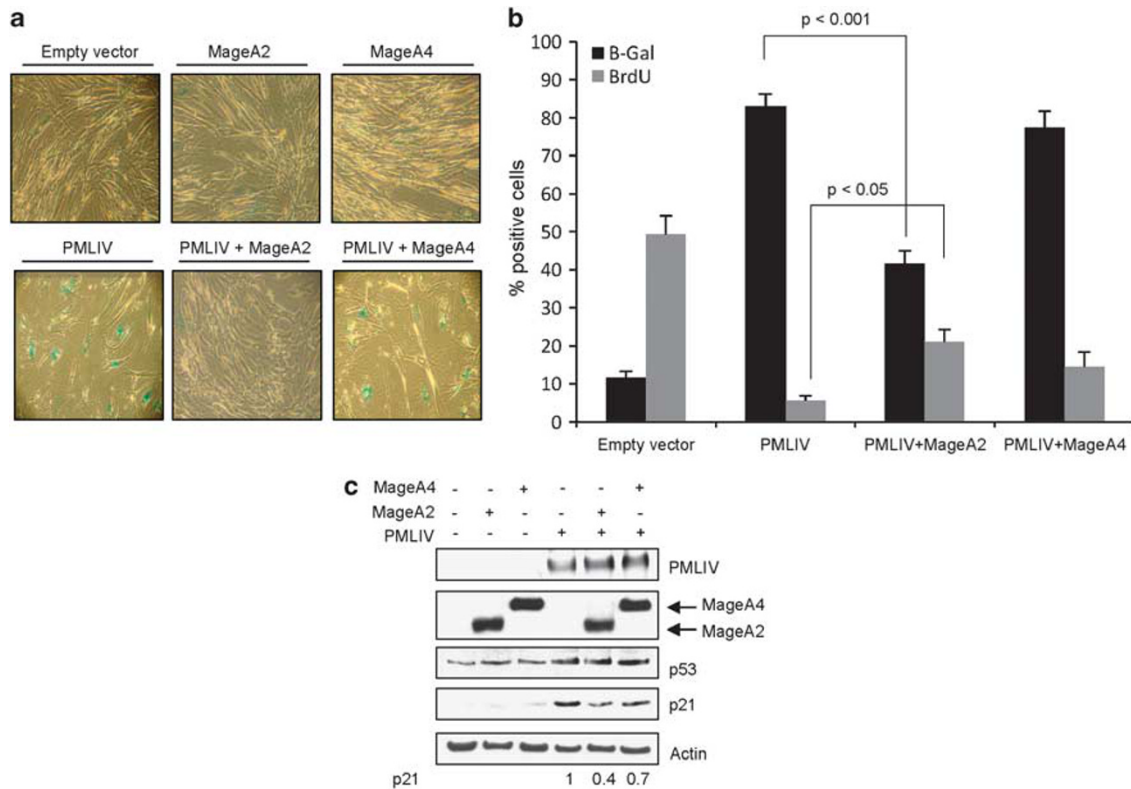 a
Empty vector MageA2 MageA4
PMLIV PMLIV + MageA2 PMLIV + MageA4
b
p < 0.001
100
90
80
70
60
50
40
30
20
10
0
% positive cells
B-Gal
BrdU
p < 0.05
Empty vector PMLIV PMLIV+MageA2 PMLIV+MageA4
c
MageA4 - - + - - +
MageA2 - + - - + -
PMLIV - - - + + +
PMLIV
MageA4
MageA2
p53
p21
Actin
p21 1 0.4 0.7